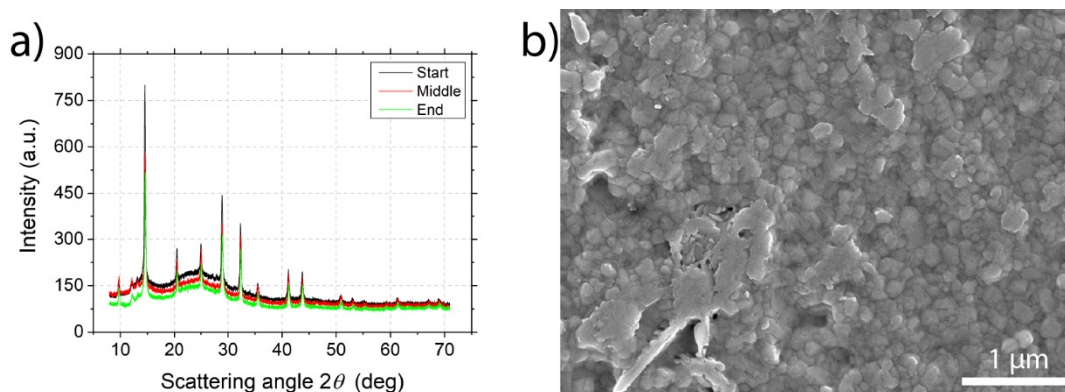 a)
900
750
600
450
300
150
0
Intensity (a.u.)
Start
Middle
End
10 20 30 40 50 60 70
Scattering angle 2θ (deg)
b)
1 μm